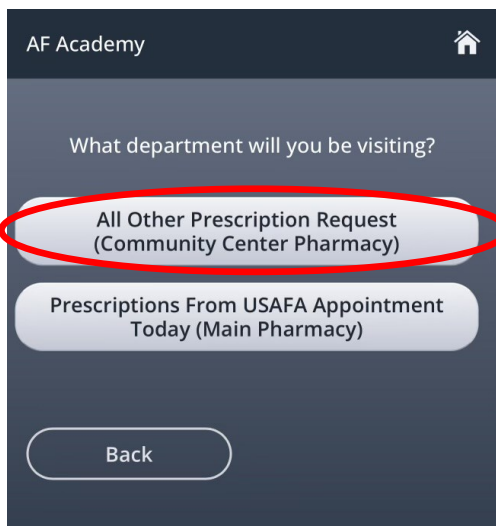 AF Academy
What department will you be visiting?
All Other Prescription Request
(Community Center Pharmacy)
Prescriptions From USAFA Appointment
Today (Main Pharmacy)
Back